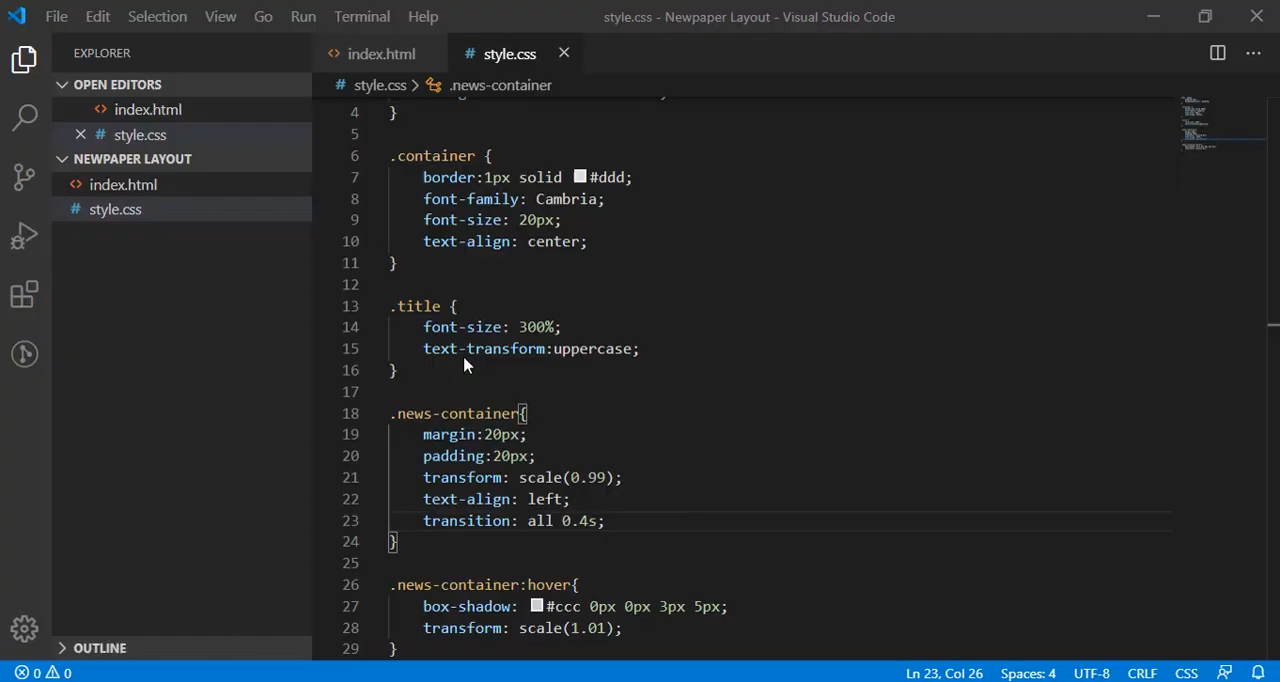 File Edit Selection View Go Run Terminal Help
style.css - Newpaper Layout - Visual Studio Code
EXPLORER
OPEN EDITORS
index.html
style.css
NEWPAPER LAYOUT
index.html
style.css
OUTLINE
index.html
style.css
style.css
.news-container
4 }
5
6 .container {
7 border:1px solid #ddd;
8 font-family: Cambria;
9 font-size: 20px;
10 text-align: center;
11 }
12
13 .title {
14 font-size: 300%;
15 text-transform:uppercase;
16 }
17
18 .news-container{
19 margin:20px;
20 padding:20px;
21 transform: scale(0.99);
22 text-align: left;
23 transition: all 0.4s;
24 }
25
26 .news-container:hover{
27 box-shadow: #ccc 0px 0px 3px 5px;
28 transform: scale(1.01);
29 }
0 0
Ln 23, Col 26 Spaces: 4 UTF-8 CRLF CSS